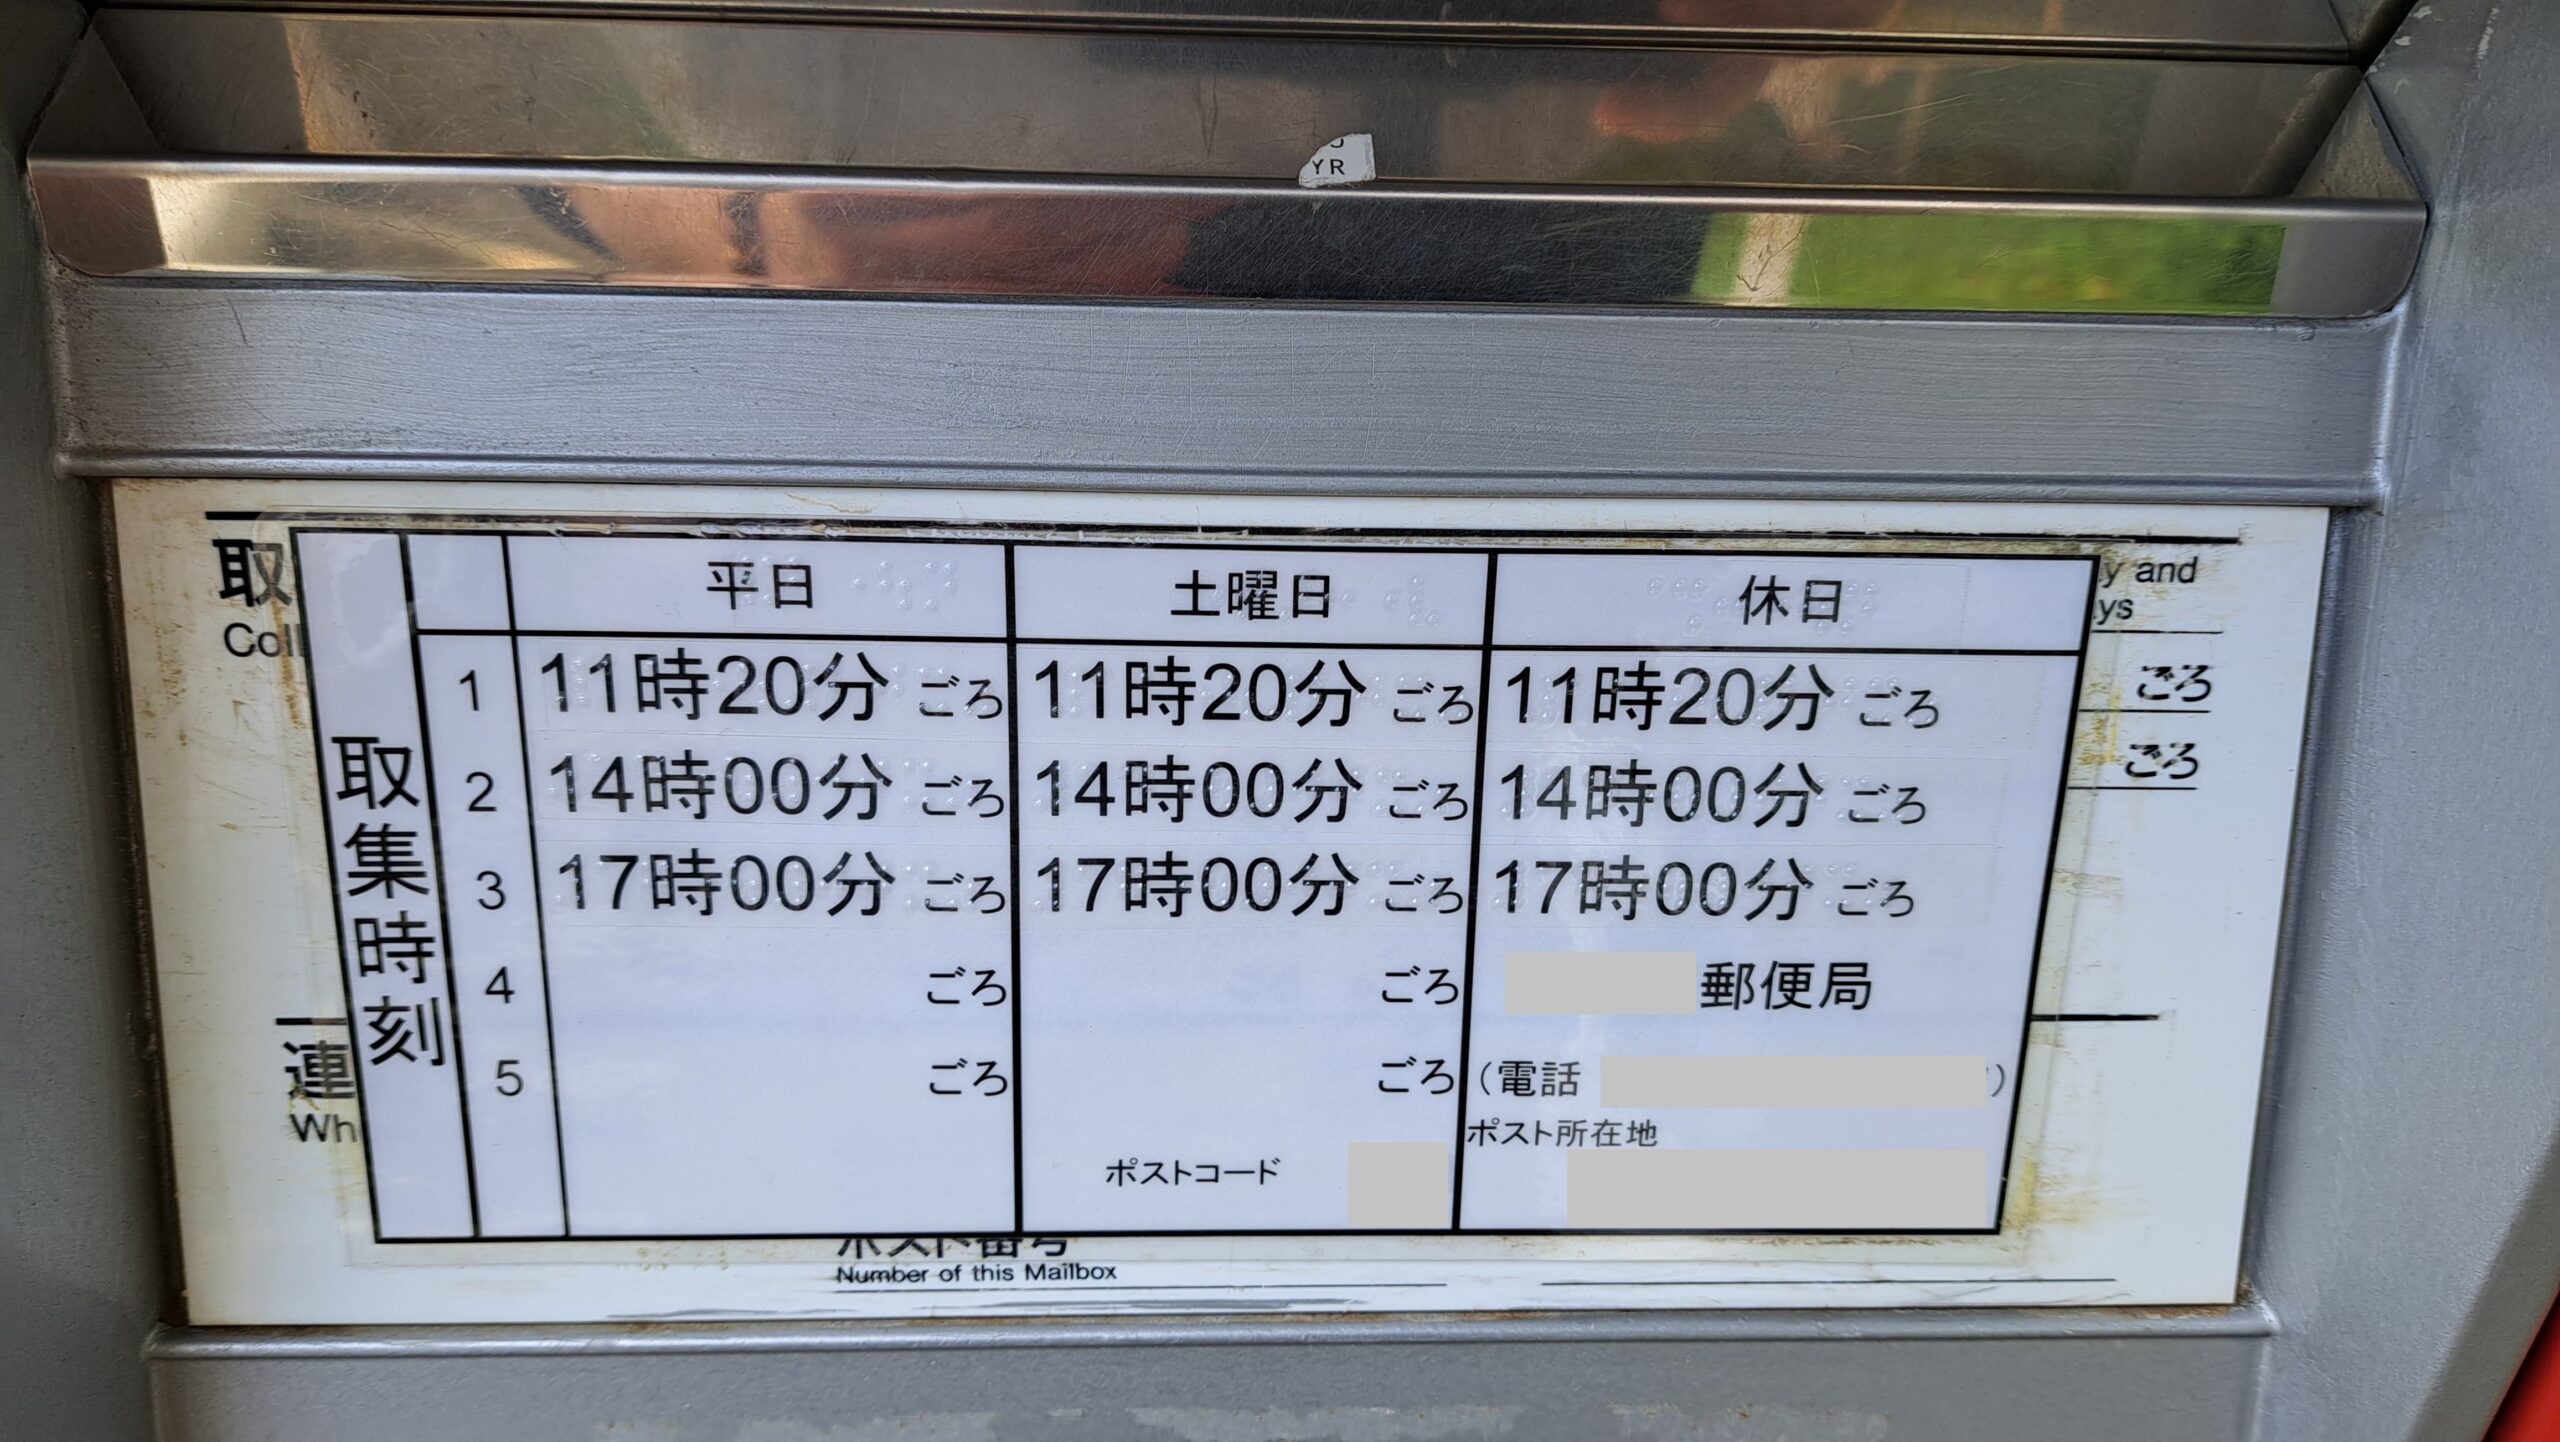 YR
取
Coll
y and
ys
ごろ
ごろ
連
Wh
取集時刻
平日 土曜日 休日
1 11時20分 ごろ 11時20分 ごろ 11時20分 ごろ
2 14時00分 ごろ 14時00分 ごろ 14時00分 ごろ
3 17時00分 ごろ 17時00分 ごろ 17時00分 ごろ
4 ごろ ごろ 郵便局
5 ごろ ごろ (電話 )
ポスト所在地
ポストコード
ポスト番号
Number of this Mailbox